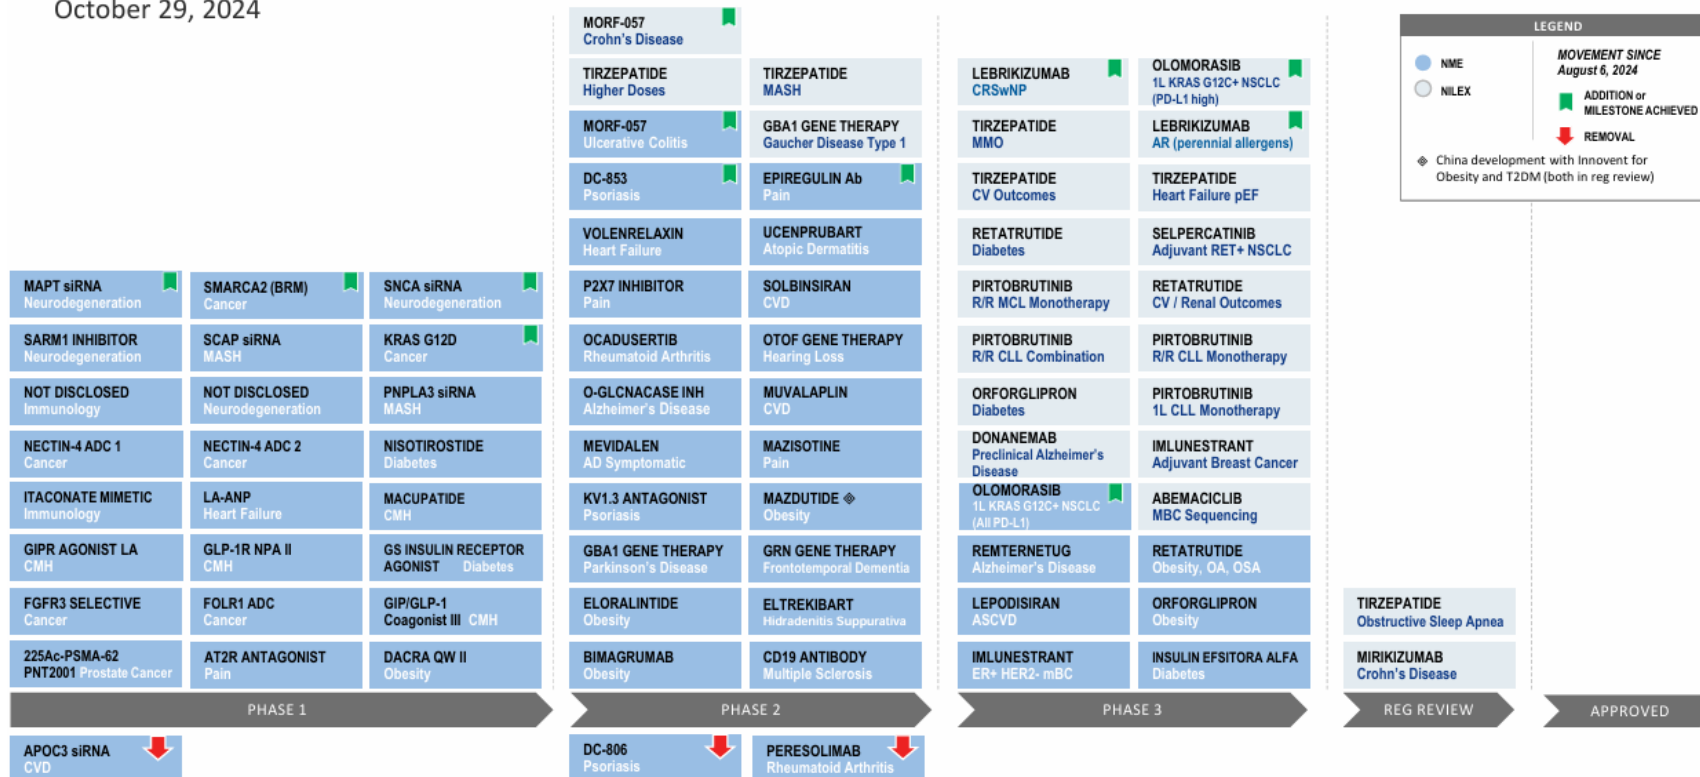 October 29, 2024
MORF-057
Crohn's Disease
TIRZEPATIDE
Higher Doses
TIRZEPATIDE
MASH
MORF-057
Ulcerative Colitis
GBA1 GENE THERAPY
Gaucher Disease Type 1
DC-853
Psoriasis
EPIREGULIN Ab
Pain
VOLENRELAXIN
Heart Failure
UCENPRUBART
Atopic Dermatitis
P2X7 INHIBITOR
Pain
SOLBINSIRAN
CVD
OCADUSERTIB
Rheumatoid Arthritis
OTOF GENE THERAPY
Hearing Loss
O-GLCNACASE INH
Alzheimer's Disease
MUVALAPLIN
CVD
MEVIDALEN
AD Symptomatic
MAZISOTINE
Pain
KV1.3 ANTAGONIST
Psoriasis
MAZDUTIDE
Obesity
GBA1 GENE THERAPY
Parkinson's Disease
GRN GENE THERAPY
Frontotemporal Dementia
ELORALINTIDE
Obesity
ELTREKIBART
Hidradenitis Suppurativa
BIMAGRUMAB
Obesity
CD19 ANTIBODY
Multiple Sclerosis
MAPT siRNA
Neurodegeneration
SMARCA2 (BRM)
Cancer
SNCA siRNA
Neurodegeneration
SARM1 INHIBITOR
Neurodegeneration
SCAP siRNA
MASH
KRAS G12D
Cancer
NOT DISCLOSED
Immunology
NOT DISCLOSED
Neurodegeneration
PNPLA3 siRNA
MASH
NECTIN-4 ADC 1
Cancer
NECTIN-4 ADC 2
Cancer
NISOTIROSTIDE
Diabetes
ITACONATE MIMETIC
Immunology
LA-ANP
Heart Failure
MACUPATIDE
CMH
GIPR AGONIST LA
CMH
GLP-1R NPA II
CMH
GS INSULIN RECEPTOR
AGONIST Diabetes
FGFR3 SELECTIVE
Cancer
FOLR1 ADC
Cancer
GIP/GLP-1
Coagonist III CMH
225Ac-PSMA-62
PNT2001 Prostate Cancer
AT2R ANTAGONIST
Pain
DACRA QW II
Obesity
LEBRIKIZUMAB
CRSwNP
OLOMORASIB
1L KRAS G12C+ NSCLC
(PD-L1 high)
TIRZEPATIDE
MMO
LEBRIKIZUMAB
AR (perennial allergens)
TIRZEPATIDE
CV Outcomes
TIRZEPATIDE
Heart Failure pEF
RETATRUTIDE
Diabetes
SELPERCATINIB
Adjuvant RET+ NSCLC
PIRTOBRUTINIB
R/R MCL Monotherapy
RETATRUTIDE
CV / Renal Outcomes
PIRTOBRUTINIB
R/R CLL Combination
PIRTOBRUTINIB
R/R CLL Monotherapy
ORFORGLIPRON
Diabetes
PIRTOBRUTINIB
1L CLL Monotherapy
DONANEMAB
Preclinical Alzheimer's
Disease
IMLUNESTRANT
Adjuvant Breast Cancer
OLOMORASIB
1L KRAS G12C+ NSCLC
(All PD-L1)
ABEMACICLIB
MBC Sequencing
REMTERNETUG
Alzheimer's Disease
RETATRUTIDE
Obesity, OA, OSA
LEPODISIRAN
ASCVD
ORFORGLIPRON
Obesity
IMLUNESTRANT
ER+ HER2- mBC
INSULIN EFSITORA ALFA
Diabetes
TIRZEPATIDE
Obstructive Sleep Apnea
MIRIKIZUMAB
Crohn's Disease
LEGEND
NME
NILEX
MOVEMENT SINCE
August 6, 2024
ADDITION or
MILESTONE ACHIEVED
REMOVAL
China development with Innovent for
Obesity and T2DM (both in reg review)
PHASE 1
PHASE 2
PHASE 3
REG REVIEW
APPROVED
APOC3 siRNA
CVD
DC-806
Psoriasis
PERESOLIMAB
Rheumatoid Arthritis